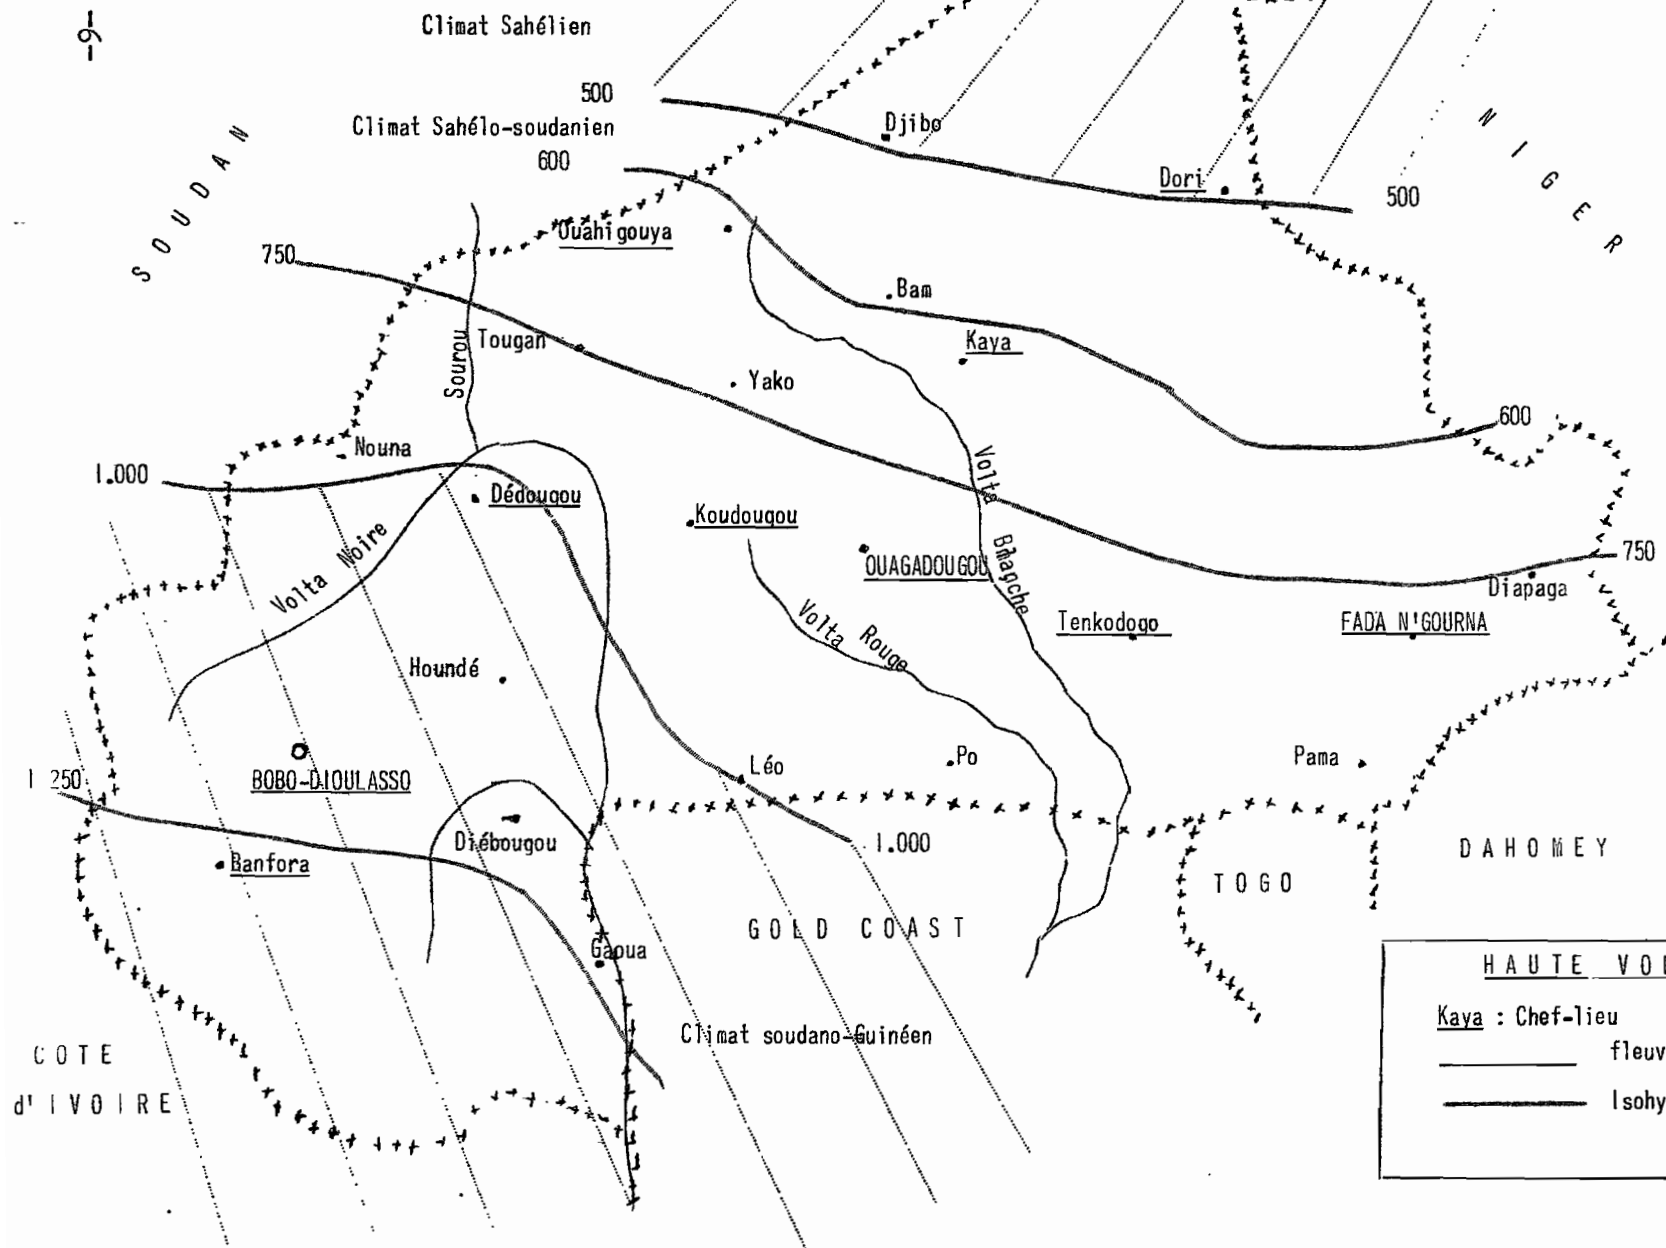 -6-
Climat Sahélien
500
Climat Sahélo-soudanien
600
SOUDAN
NIGER
Djibo
Dori
500
Ouahigouya
750
Bam
Sourou
Tougan
Kaya
Yako
600
Nouna
1.000
Dédougou
Koudougou
Volta Noire
Volta Blanche
OUAGADOUGOU
750
Diapaga
Tenkodogo
FADA N'GOURNA
Volta Rouge
Houndé
Léo
Po
Pama
1 250
BOBO-DIOULASSO
Diébougou
1.000
Banfora
DAHOMEY
TOGO
GOLD COAST
Gaoua
Climat soudano-Guinéen
COTE
d'IVOIRE
HAUTE VOL
Kaya : Chef-lieu
fleuv
Isohy